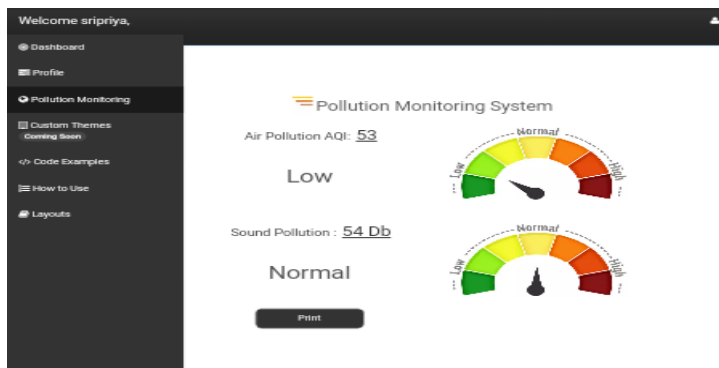 Welcome sripriya,
Dashboard
Profile
Pollution Monitoring
Custom Themes
Coming Soon
</> Code Examples
How to Use
Layouts
Pollution Monitoring System
Air Pollution AQI: 53
Low
Low
Normal
High
Sound Pollution : 54 Db
Normal
Low
Normal
High
Print